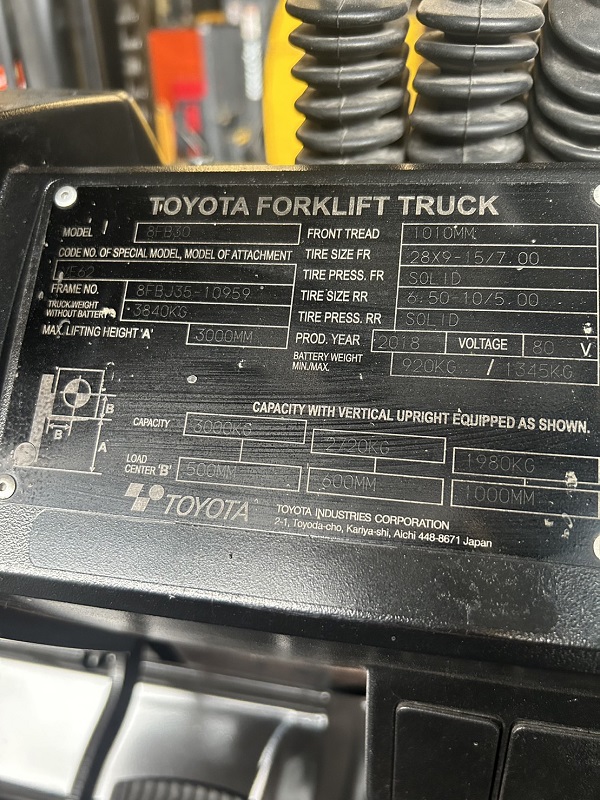 TOYOTA FORKLIFT TRUCK
MODEL 8FB30
CODE NO. OF SPECIAL MODEL, MODEL OF ATTACHMENT
FRAME NO. 8FBJ35-10959
TRUCK WEIGHT WITHOUT BATTERY 3840KG
MAX. LIFTING HEIGHT 'A' 3000MM
FRONT TREAD 1010MM
TIRE SIZE FR 28X9-15/7.00
TIRE PRESS. FR SOLID
TIRE SIZE RR 6.50-10/5.00
TIRE PRESS. RR SOLID
PROD. YEAR 2018 VOLTAGE 80 V
BATTERY WEIGHT MIN./MAX. 920KG / 1345KG
B
B
A
CAPACITY WITH VERTICAL UPRIGHT EQUIPPED AS SHOWN.
CAPACITY 3000KG 2720KG 1980KG
LOAD CENTER 'B' 500MM 600MM 1000MM
TOYOTA
TOYOTA INDUSTRIES CORPORATION
2-1, Toyoda-cho, Kariya-shi, Aichi 448-8671 Japan